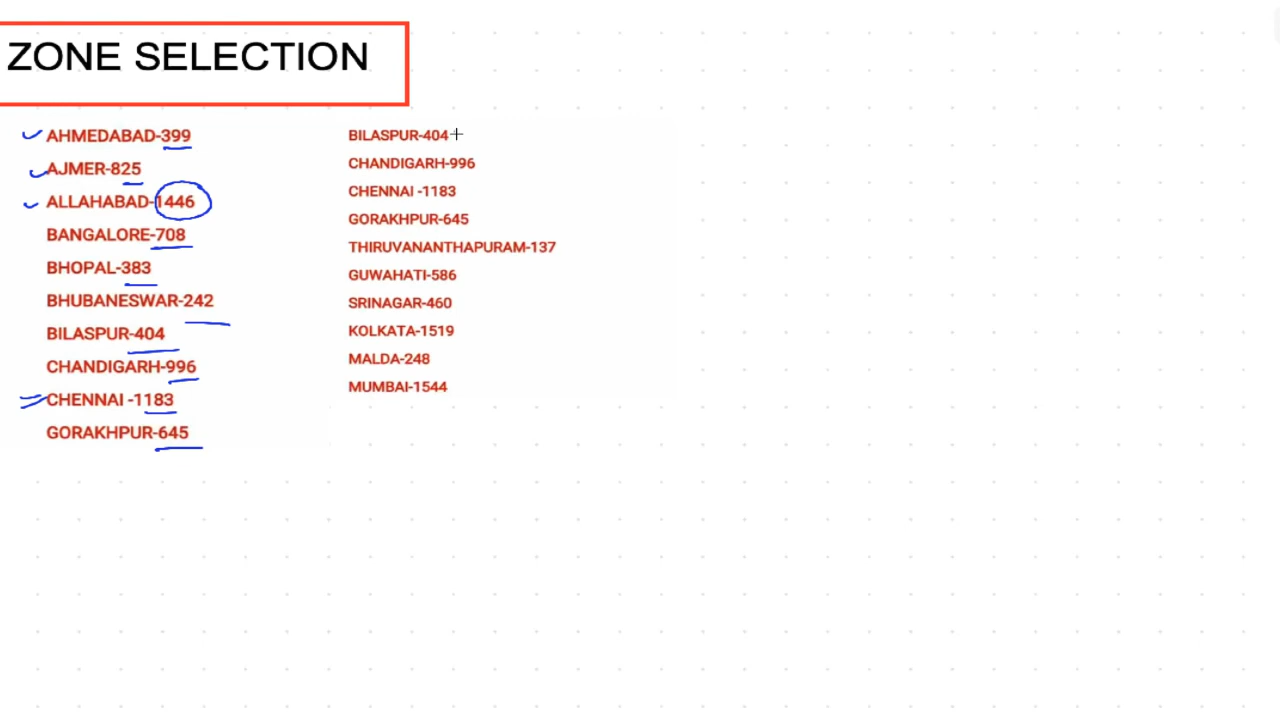 ZONE SELECTION
AHMEDABAD-399
AJMER-825
ALLAHABAD-1446
BANGALORE-708
BHOPAL-383
BHUBANESWAR-242
BILASPUR-404
CHANDIGARH-996
CHENNAI -1183
GORAKHPUR-645
BILASPUR-404
CHANDIGARH-996
CHENNAI -1183
GORAKHPUR-645
THIRUVANANTHAPURAM-137
GUWAHATI-586
SRINAGAR-460
KOLKATA-1519
MALDA-248
MUMBAI-1544